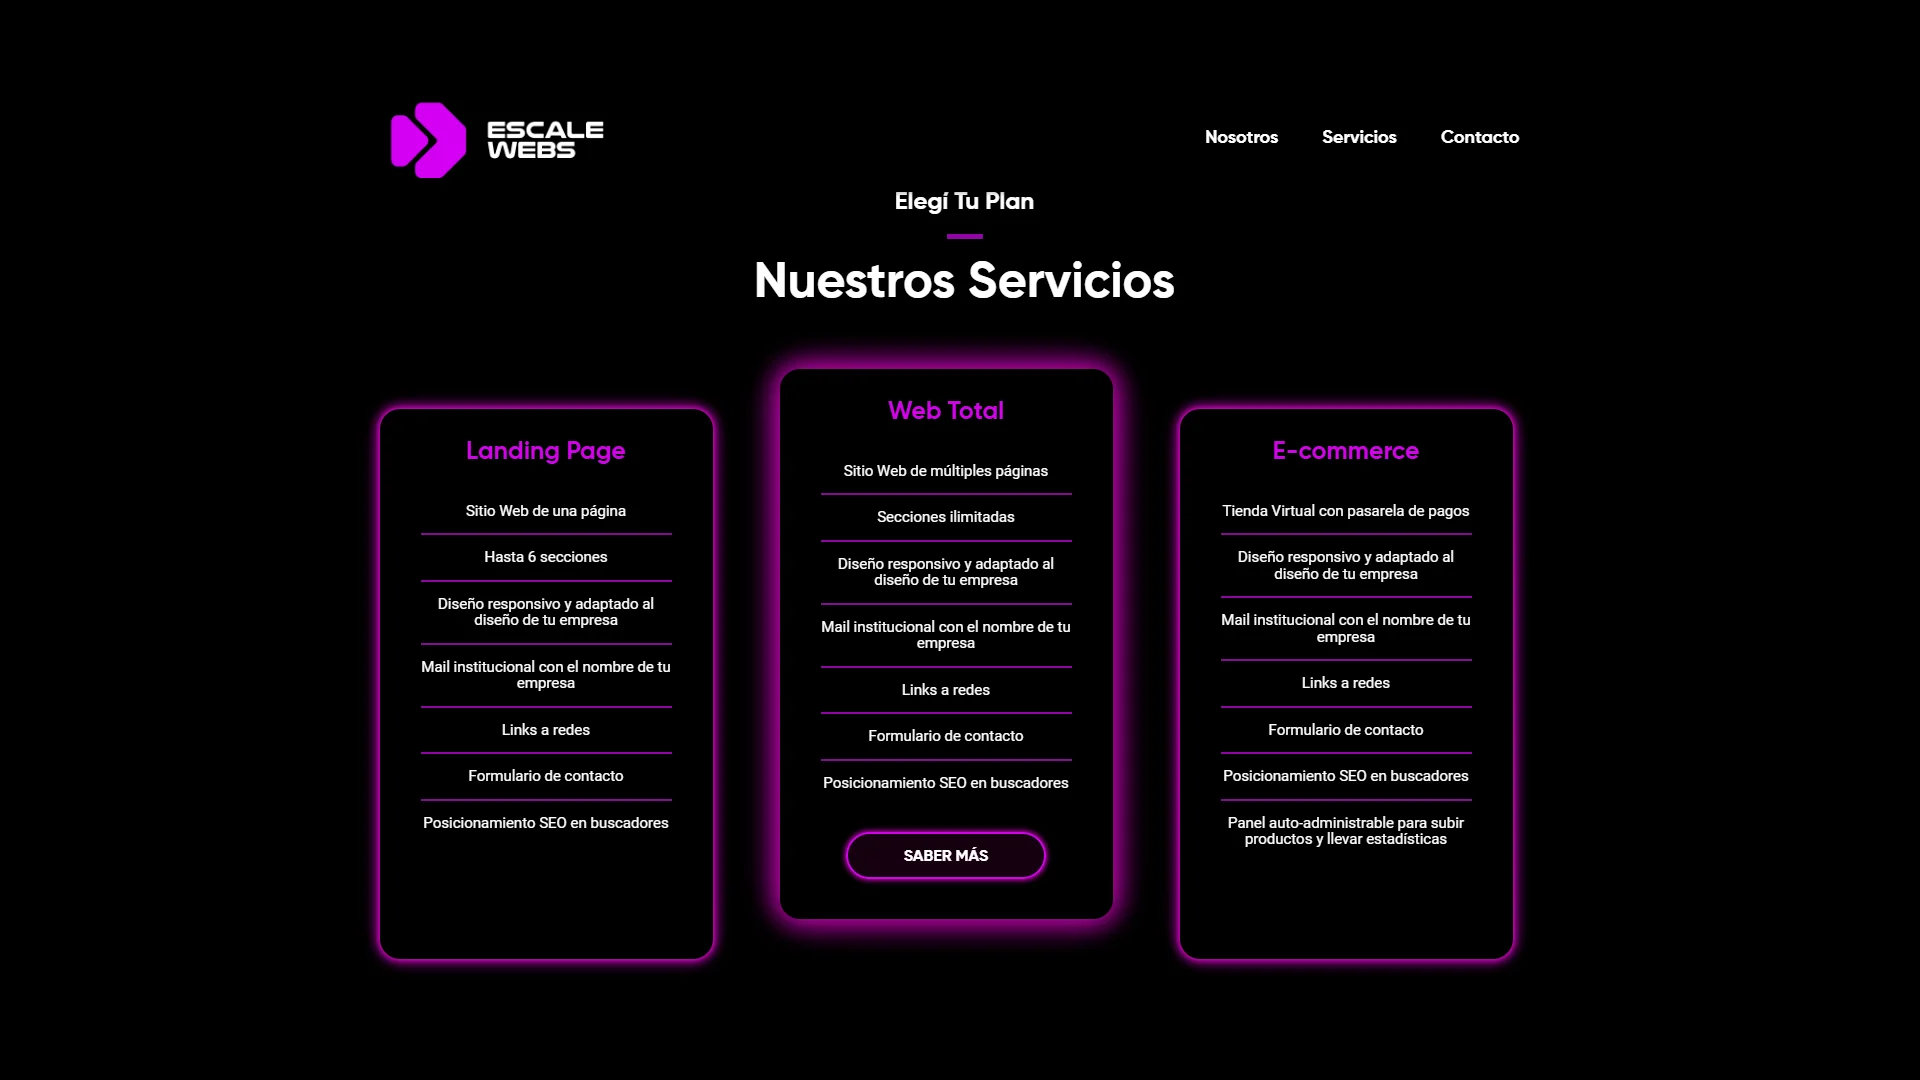 ESCALE
WEBS
Nosotros
Servicios
Contacto
Elegí Tu Plan
Nuestros Servicios
Landing Page
Sitio Web de una página
Hasta 6 secciones
Diseño responsivo y adaptado al
diseño de tu empresa
Mail institucional con el nombre de tu
empresa
Links a redes
Formulario de contacto
Posicionamiento SEO en buscadores
Web Total
Sitio Web de múltiples páginas
Secciones ilimitadas
Diseño responsivo y adaptado al
diseño de tu empresa
Mail institucional con el nombre de tu
empresa
Links a redes
Formulario de contacto
Posicionamiento SEO en buscadores
SABER MÁS
E-commerce
Tienda Virtual con pasarela de pagos
Diseño responsivo y adaptado al
diseño de tu empresa
Mail institucional con el nombre de tu
empresa
Links a redes
Formulario de contacto
Posicionamiento SEO en buscadores
Panel auto-administrable para subir
productos y llevar estadísticas